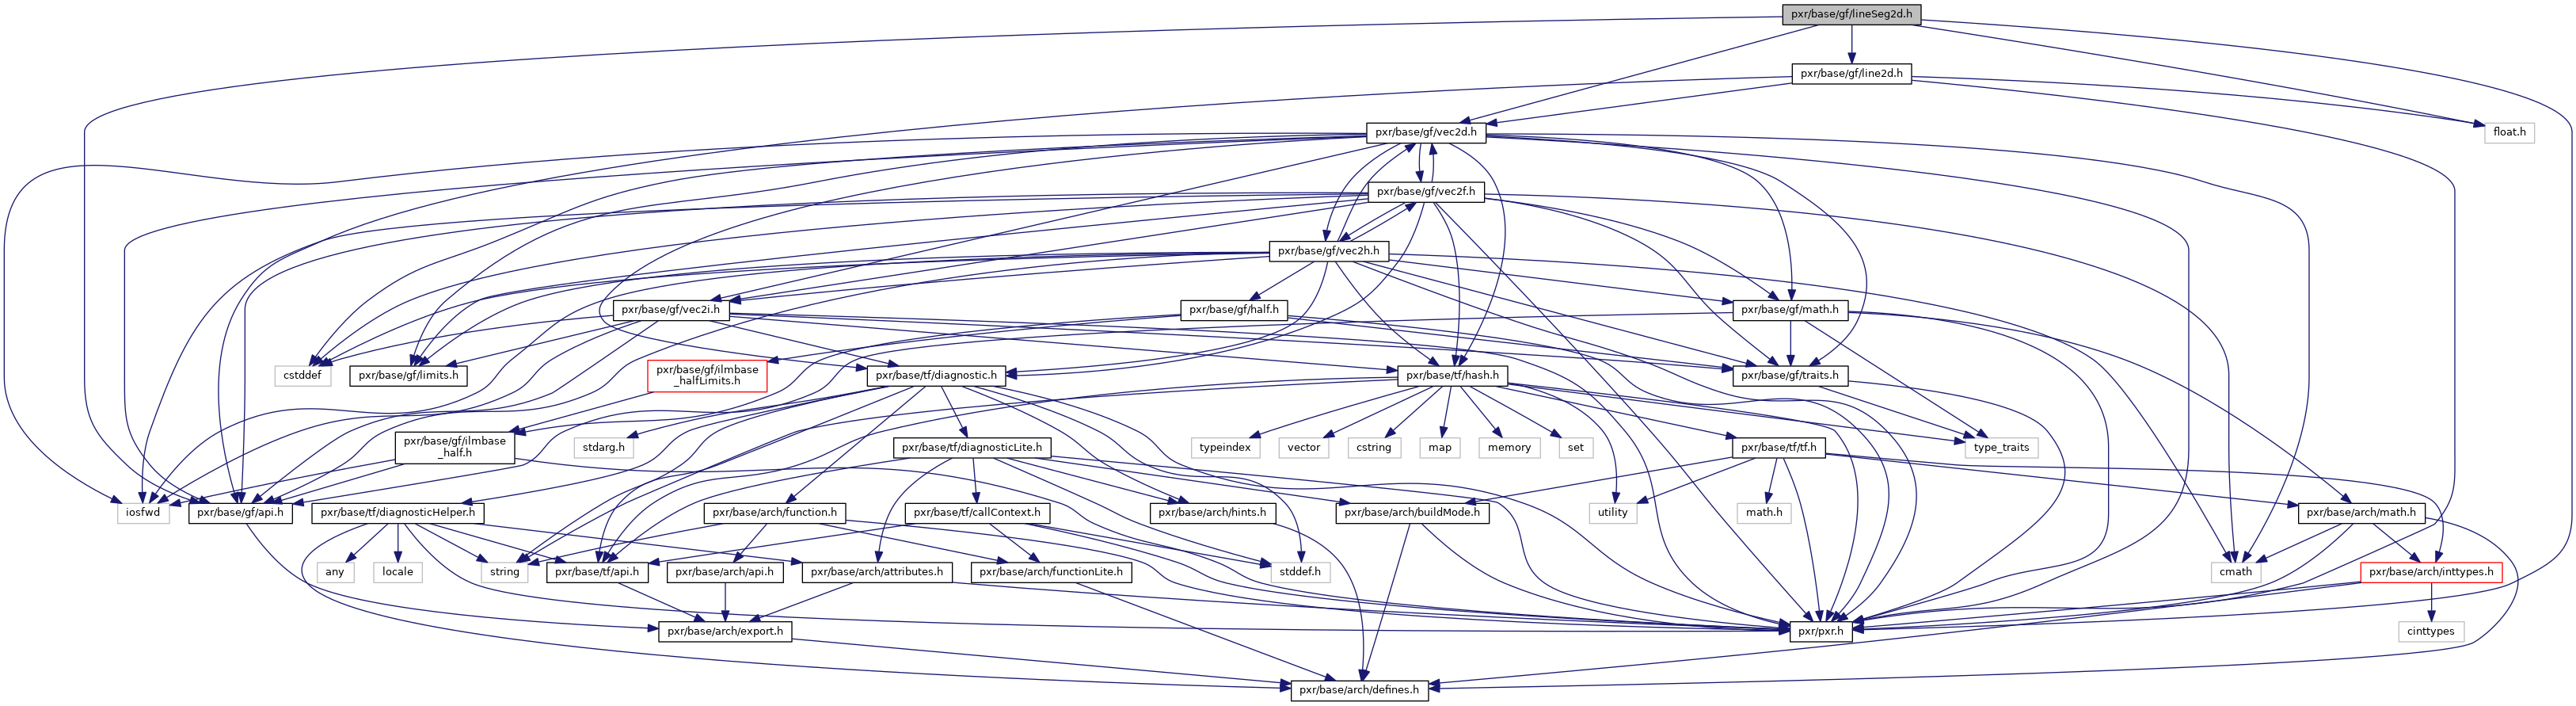 pxr/base/gf/lineSeg2d.h
pxr/base/gf/line2d.h
pxr/base/gf/vec2d.h
float.h
pxr/base/gf/vec2f.h
pxr/base/gf/vec2h.h
pxr/base/gf/vec2i.h
pxr/base/gf/half.h
pxr/base/gf/math.h
cstddef
pxr/base/gf/limits.h
pxr/base/gf/ilmbase
_halfLimits.h
pxr/base/tf/diagnostic.h
pxr/base/tf/hash.h
pxr/base/gf/traits.h
pxr/base/gf/ilmbase
_half.h
stdarg.h
pxr/base/tf/diagnosticLite.h
typeindex
vector
cstring
map
memory
set
pxr/base/tf/tf.h
type_traits
iosfwd
pxr/base/gf/api.h
pxr/base/tf/diagnosticHelper.h
pxr/base/arch/function.h
pxr/base/tf/callContext.h
pxr/base/arch/hints.h
pxr/base/arch/buildMode.h
utility
math.h
pxr/base/arch/math.h
any
locale
string
pxr/base/tf/api.h
pxr/base/arch/api.h
pxr/base/arch/attributes.h
pxr/base/arch/functionLite.h
stddef.h
cmath
pxr/base/arch/inttypes.h
pxr/base/arch/export.h
pxr/pxr.h
cinttypes
pxr/base/arch/defines.h